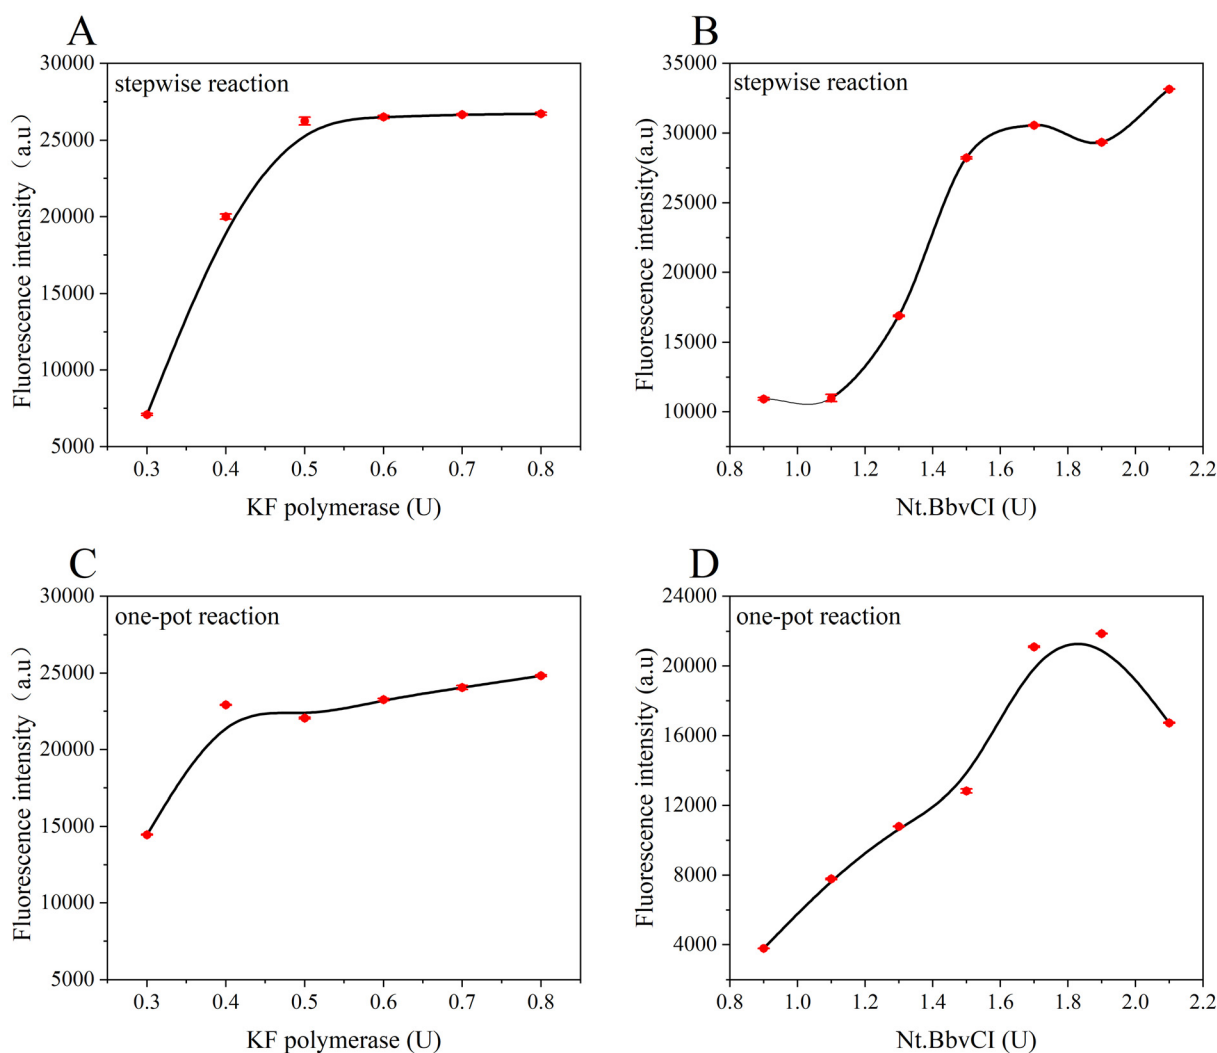 A
stepwise reaction
Fluorescence intensity (a.u)
30000
25000
20000
15000
10000
5000
0.3 0.4 0.5 0.6 0.7 0.8
KF polymerase (U)
B
stepwise reaction
Fluorescence intensity(a.u)
35000
30000
25000
20000
15000
10000
0.8 1.0 1.2 1.4 1.6 1.8 2.0 2.2
Nt.BbvCI (U)
C
one-pot reaction
Fluorescence intensity (a.u)
30000
25000
20000
15000
10000
5000
0.3 0.4 0.5 0.6 0.7 0.8
KF polymerase (U)
D
one-pot reaction
Fluorescence intensity (a.u)
24000
20000
16000
12000
8000
4000
0.8 1.0 1.2 1.4 1.6 1.8 2.0 2.2
Nt.BbvCI (U)